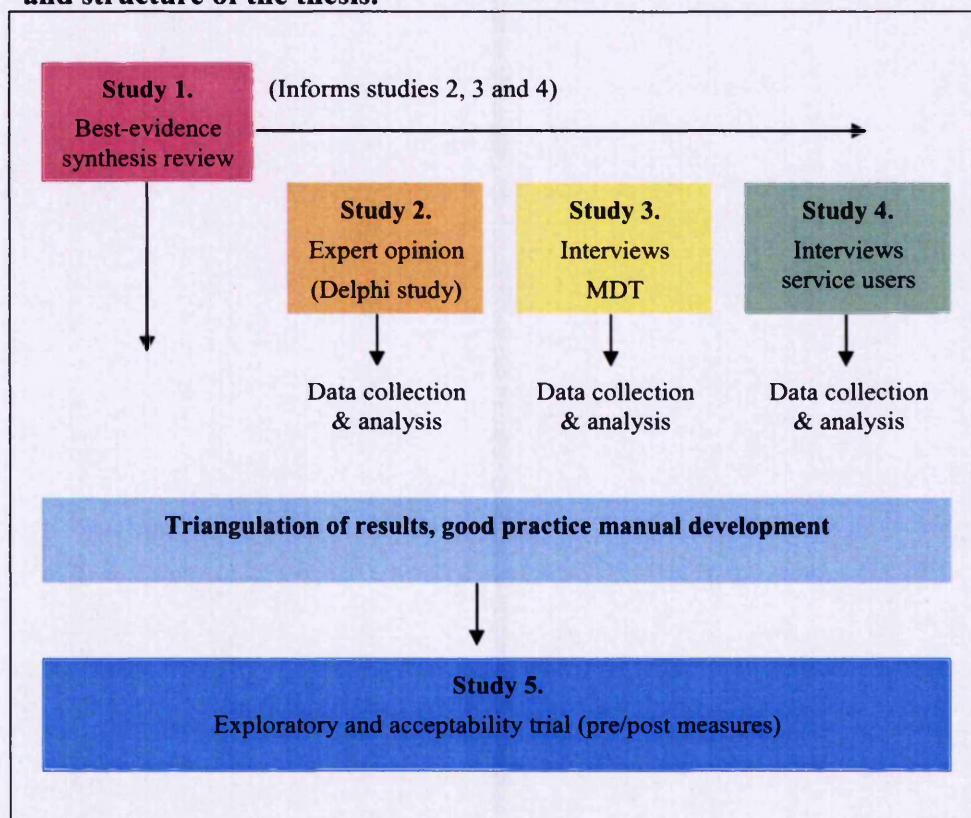 and structure of the thesis.
Study 1.
Best-evidence
synthesis review
(Informs studies 2, 3 and 4)
Study 2.
Expert opinion
(Delphi study)
Study 3.
Interviews
MDT
Study 4.
Interviews
service users
Data collection
& analysis
Data collection
& analysis
Data collection
& analysis
Triangulation of results, good practice manual development
Study 5.
Exploratory and acceptability trial (pre/post measures)